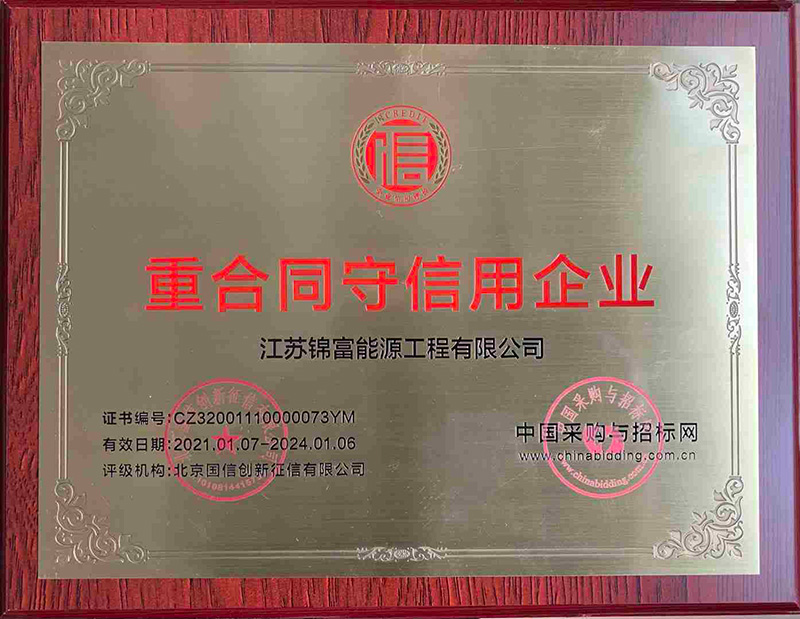 CREDIT
信
重合同守信用企业
江苏锦富能源工程有限公司
证书编号:CZ32001110000073YM
有效日期:2021.01.07-2024.01.06
评级机构:北京国信创新征信有限公司
中国采购与招标网
www.chinabidding.com.cn